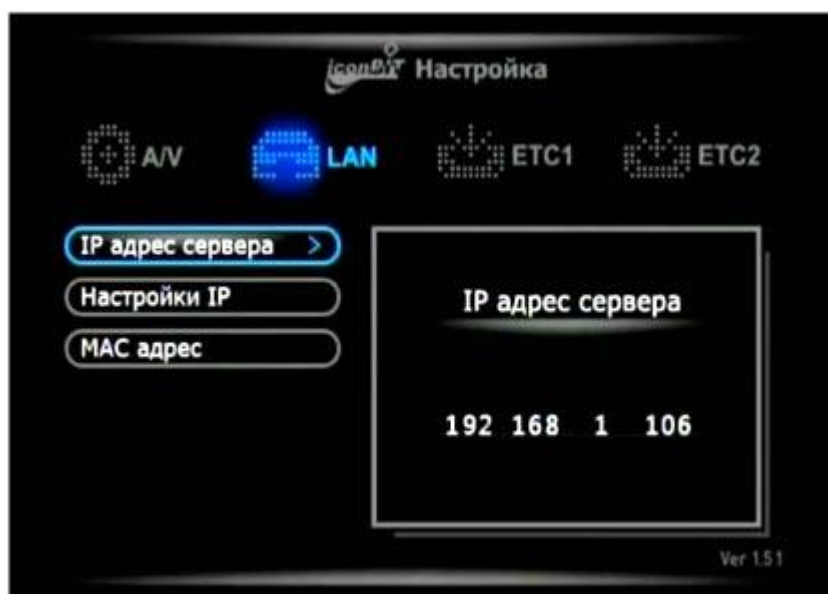 iconBiT Настройка
A/V LAN ETC1 ETC2
IP адрес сервера >
Настройки IP
MAC адрес
IP адрес сервера
192 168 1 106
Ver 1.51